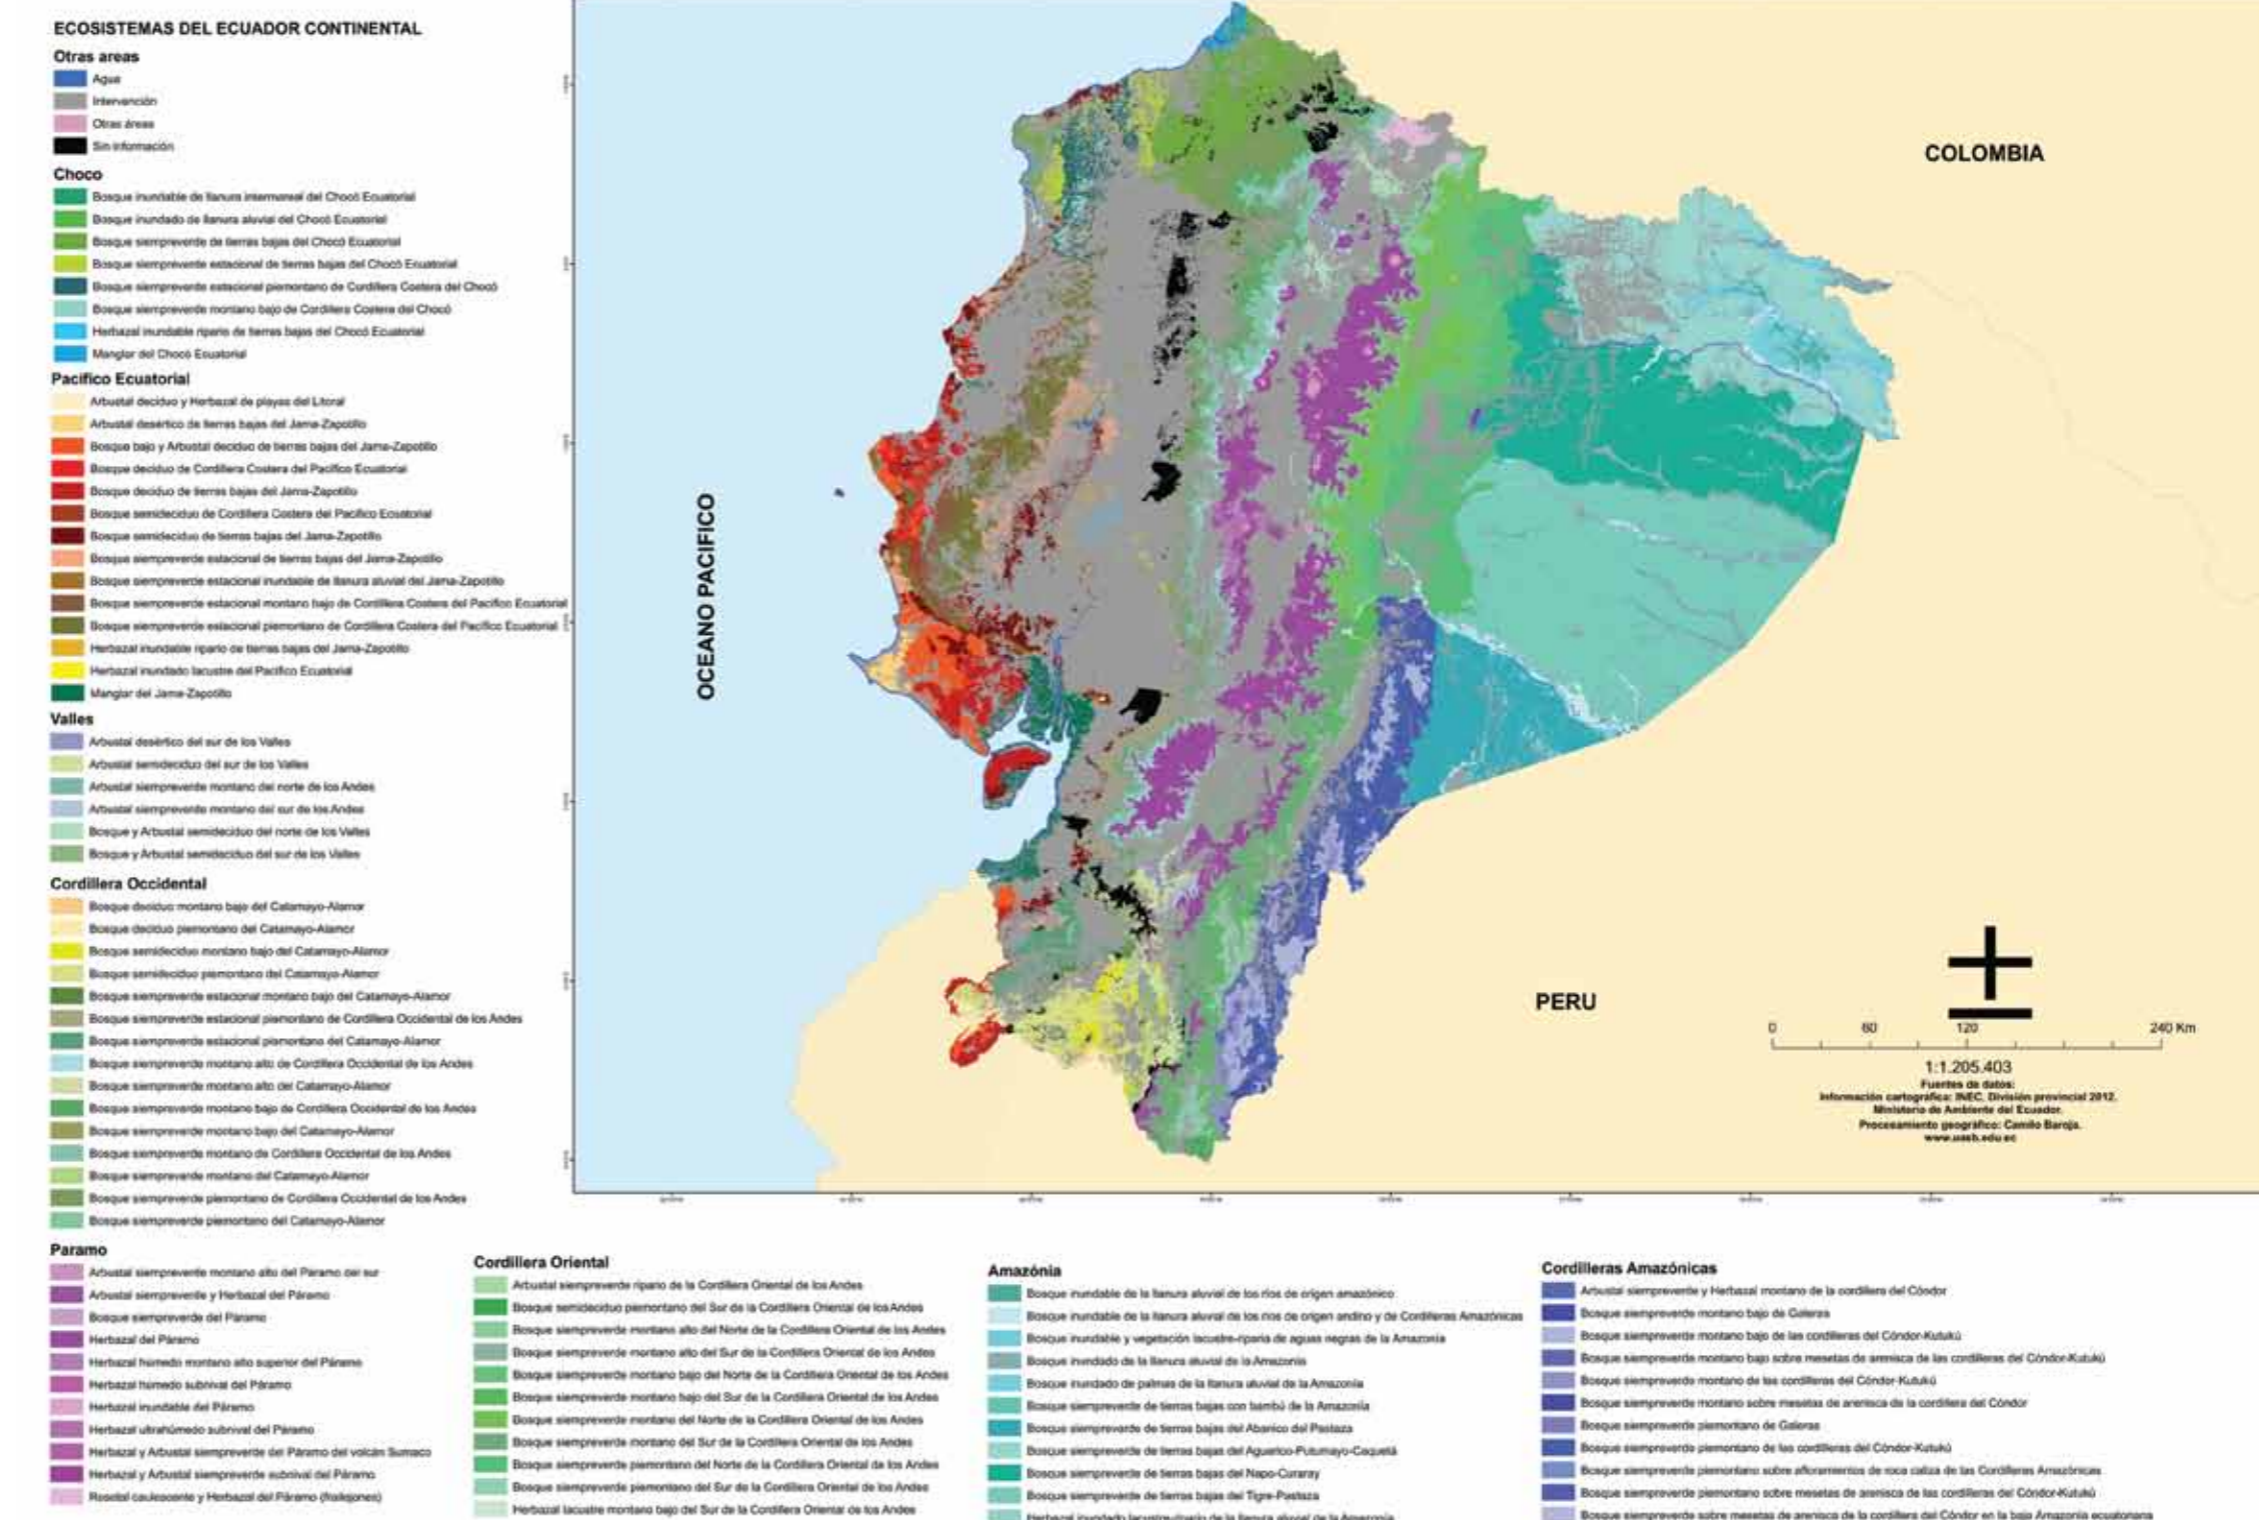 ECOSISTEMAS DEL ECUADOR CONTINENTAL
Otras areas
Agua
Intervención
Otras áreas
Sin información
Choco
Bosque inundable de llanura intermareal del Chocó Ecuatorial
Bosque inundado de llanura aluvial del Chocó Ecuatorial
Bosque siempreverde de tierras bajas del Chocó Ecuatorial
Bosque siempreverde estacional de tierras bajas del Chocó Ecuatorial
Bosque siempreverde estacional piemontano de Cordillera Costera del Chocó
Bosque siempreverde montano bajo de Cordillera Costera del Chocó
Herbazal inundable ripario de tierras bajas del Chocó Ecuatorial
Manglar del Chocó Ecuatorial
Pacífico Ecuatorial
Arbustal deciduo y Herbazal de playas del Litoral
Arbustal desértico de tierras bajas del Jama-Zapotillo
Bosque bajo y Arbustal deciduo de tierras bajas del Jama-Zapotillo
Bosque deciduo de Cordillera Costera del Pacífico Ecuatorial
Bosque deciduo de tierras bajas del Jama-Zapotillo
Bosque semideciduo de Cordillera Costera del Pacífico Ecuatorial
Bosque semideciduo de tierras bajas del Jama-Zapotillo
Bosque siempreverde estacional de tierras bajas del Jama-Zapotillo
Bosque siempreverde estacional inundable de llanura aluvial del Jama-Zapotillo
Bosque siempreverde estacional montano bajo de Cordillera Costera del Pacífico Ecuatorial
Bosque siempreverde estacional piemontano de Cordillera Costera del Pacífico Ecuatorial
Herbazal inundable ripario de tierras bajas del Jama-Zapotillo
Herbazal inundado lacustre del Pacífico Ecuatorial
Manglar del Jama-Zapotillo
Valles
Arbustal desértico del sur de los Valles
Arbustal semideciduo del sur de los Valles
Arbustal siempreverde montano del norte de los Andes
Arbustal siempreverde montano del sur de los Andes
Bosque y Arbustal semideciduo del norte de los Valles
Bosque y Arbustal semideciduo del sur de los Valles
Cordillera Occidental
Bosque deciduo montano bajo del Catamayo-Alamor
Bosque deciduo piemontano del Catamayo-Alamor
Bosque semideciduo montano bajo del Catamayo-Alamor
Bosque semideciduo piemontano del Catamayo-Alamor
Bosque siempreverde estacional montano bajo del Catamayo-Alamor
Bosque siempreverde estacional piemontano de Cordillera Occidental de los Andes
Bosque siempreverde estacional piemontano del Catamayo-Alamor
Bosque siempreverde montano alto de Cordillera Occidental de los Andes
Bosque siempreverde montano alto del Catamayo-Alamor
Bosque siempreverde montano bajo de Cordillera Occidental de los Andes
Bosque siempreverde montano bajo del Catamayo-Alamor
Bosque siempreverde montano de Cordillera Occidental de los Andes
Bosque siempreverde montano del Catamayo-Alamor
Bosque siempreverde piemontano de Cordillera Occidental de los Andes
Bosque siempreverde piemontano del Catamayo-Alamor
Paramo
Arbustal siempreverde montano alto del Páramo del sur
Arbustal siempreverde y Herbazal del Páramo
Bosque siempreverde del Páramo
Herbazal del Páramo
Herbazal húmedo montano alto superior del Páramo
Herbazal húmedo subnival del Páramo
Herbazal inundable del Páramo
Herbazal ultrahúmedo subnival del Páramo
Herbazal y Arbustal siempreverde del Páramo del volcán Sumaco
Herbazal y Arbustal siempreverde subnival del Páramo
Rosetal caulescente y Herbazal del Páramo (frailejones)
Cordillera Oriental
Arbustal siempreverde ripario de la Cordillera Oriental de los Andes
Bosque semideciduo piemontano del Sur de la Cordillera Oriental de los Andes
Bosque siempreverde montano alto del Norte de la Cordillera Oriental de los Andes
Bosque siempreverde montano alto del Sur de la Cordillera Oriental de los Andes
Bosque siempreverde montano bajo del Norte de la Cordillera Oriental de los Andes
Bosque siempreverde montano bajo del Sur de la Cordillera Oriental de los Andes
Bosque siempreverde montano del Norte de la Cordillera Oriental de los Andes
Bosque siempreverde montano del Sur de la Cordillera Oriental de los Andes
Bosque siempreverde piemontano del Norte de la Cordillera Oriental de los Andes
Bosque siempreverde piemontano del Sur de la Cordillera Oriental de los Andes
Herbazal lacustre montano bajo del Sur de la Cordillera Oriental de los Andes
Amazónia
Bosque inundable de la llanura aluvial de los ríos de origen amazónico
Bosque inundable de la llanura aluvial de los ríos de origen andino y de Cordilleras Amazónicas
Bosque inundable y vegetación lacustre-riparia de aguas negras de la Amazonía
Bosque inundado de la llanura aluvial de la Amazonía
Bosque inundado de palmas de la llanura aluvial de la Amazonía
Bosque siempreverde de tierras bajas con bambú de la Amazonía
Bosque siempreverde de tierras bajas del Abanico del Pastaza
Bosque siempreverde de tierras bajas del Aguarico-Putumayo-Caquetá
Bosque siempreverde de tierras bajas del Napo-Curaray
Bosque siempreverde de tierras bajas del Tigre-Pastaza
Herbazal inundado lacustre-ripario de la llanura aluvial de la Amazonía
Cordilleras Amazónicas
Arbustal siempreverde y Herbazal montano de la cordillera del Cóndor
Bosque siempreverde montano bajo de Galeras
Bosque siempreverde montano bajo de las cordilleras del Cóndor-Kutukú
Bosque siempreverde montano bajo sobre mesetas de arenisca de las cordilleras del Cóndor-Kutukú
Bosque siempreverde montano de las cordilleras del Cóndor-Kutukú
Bosque siempreverde montano sobre mesetas de arenisca de la cordillera del Cóndor
Bosque siempreverde piemontano de Galeras
Bosque siempreverde piemontano de las cordilleras del Cóndor-Kutukú
Bosque siempreverde piemontano sobre afloramientos de roca caliza de las Cordilleras Amazónicas
Bosque siempreverde piemontano sobre mesetas de arenisca de las cordilleras del Cóndor-Kutukú
Bosque siempreverde sobre mesetas de arenisca de la cordillera del Cóndor en la baja Amazonía ecuatoriana
OCEANO PACIFICO
COLOMBIA
PERU
0 60 120 240 Km
1:1.205.403
Fuentes de datos:
Información cartográfica: INEC. División provincial 2012.
Ministerio de Ambiente del Ecuador.
Procesamiento geográfico: Camilo Baroja.
www.uasb.edu.ec